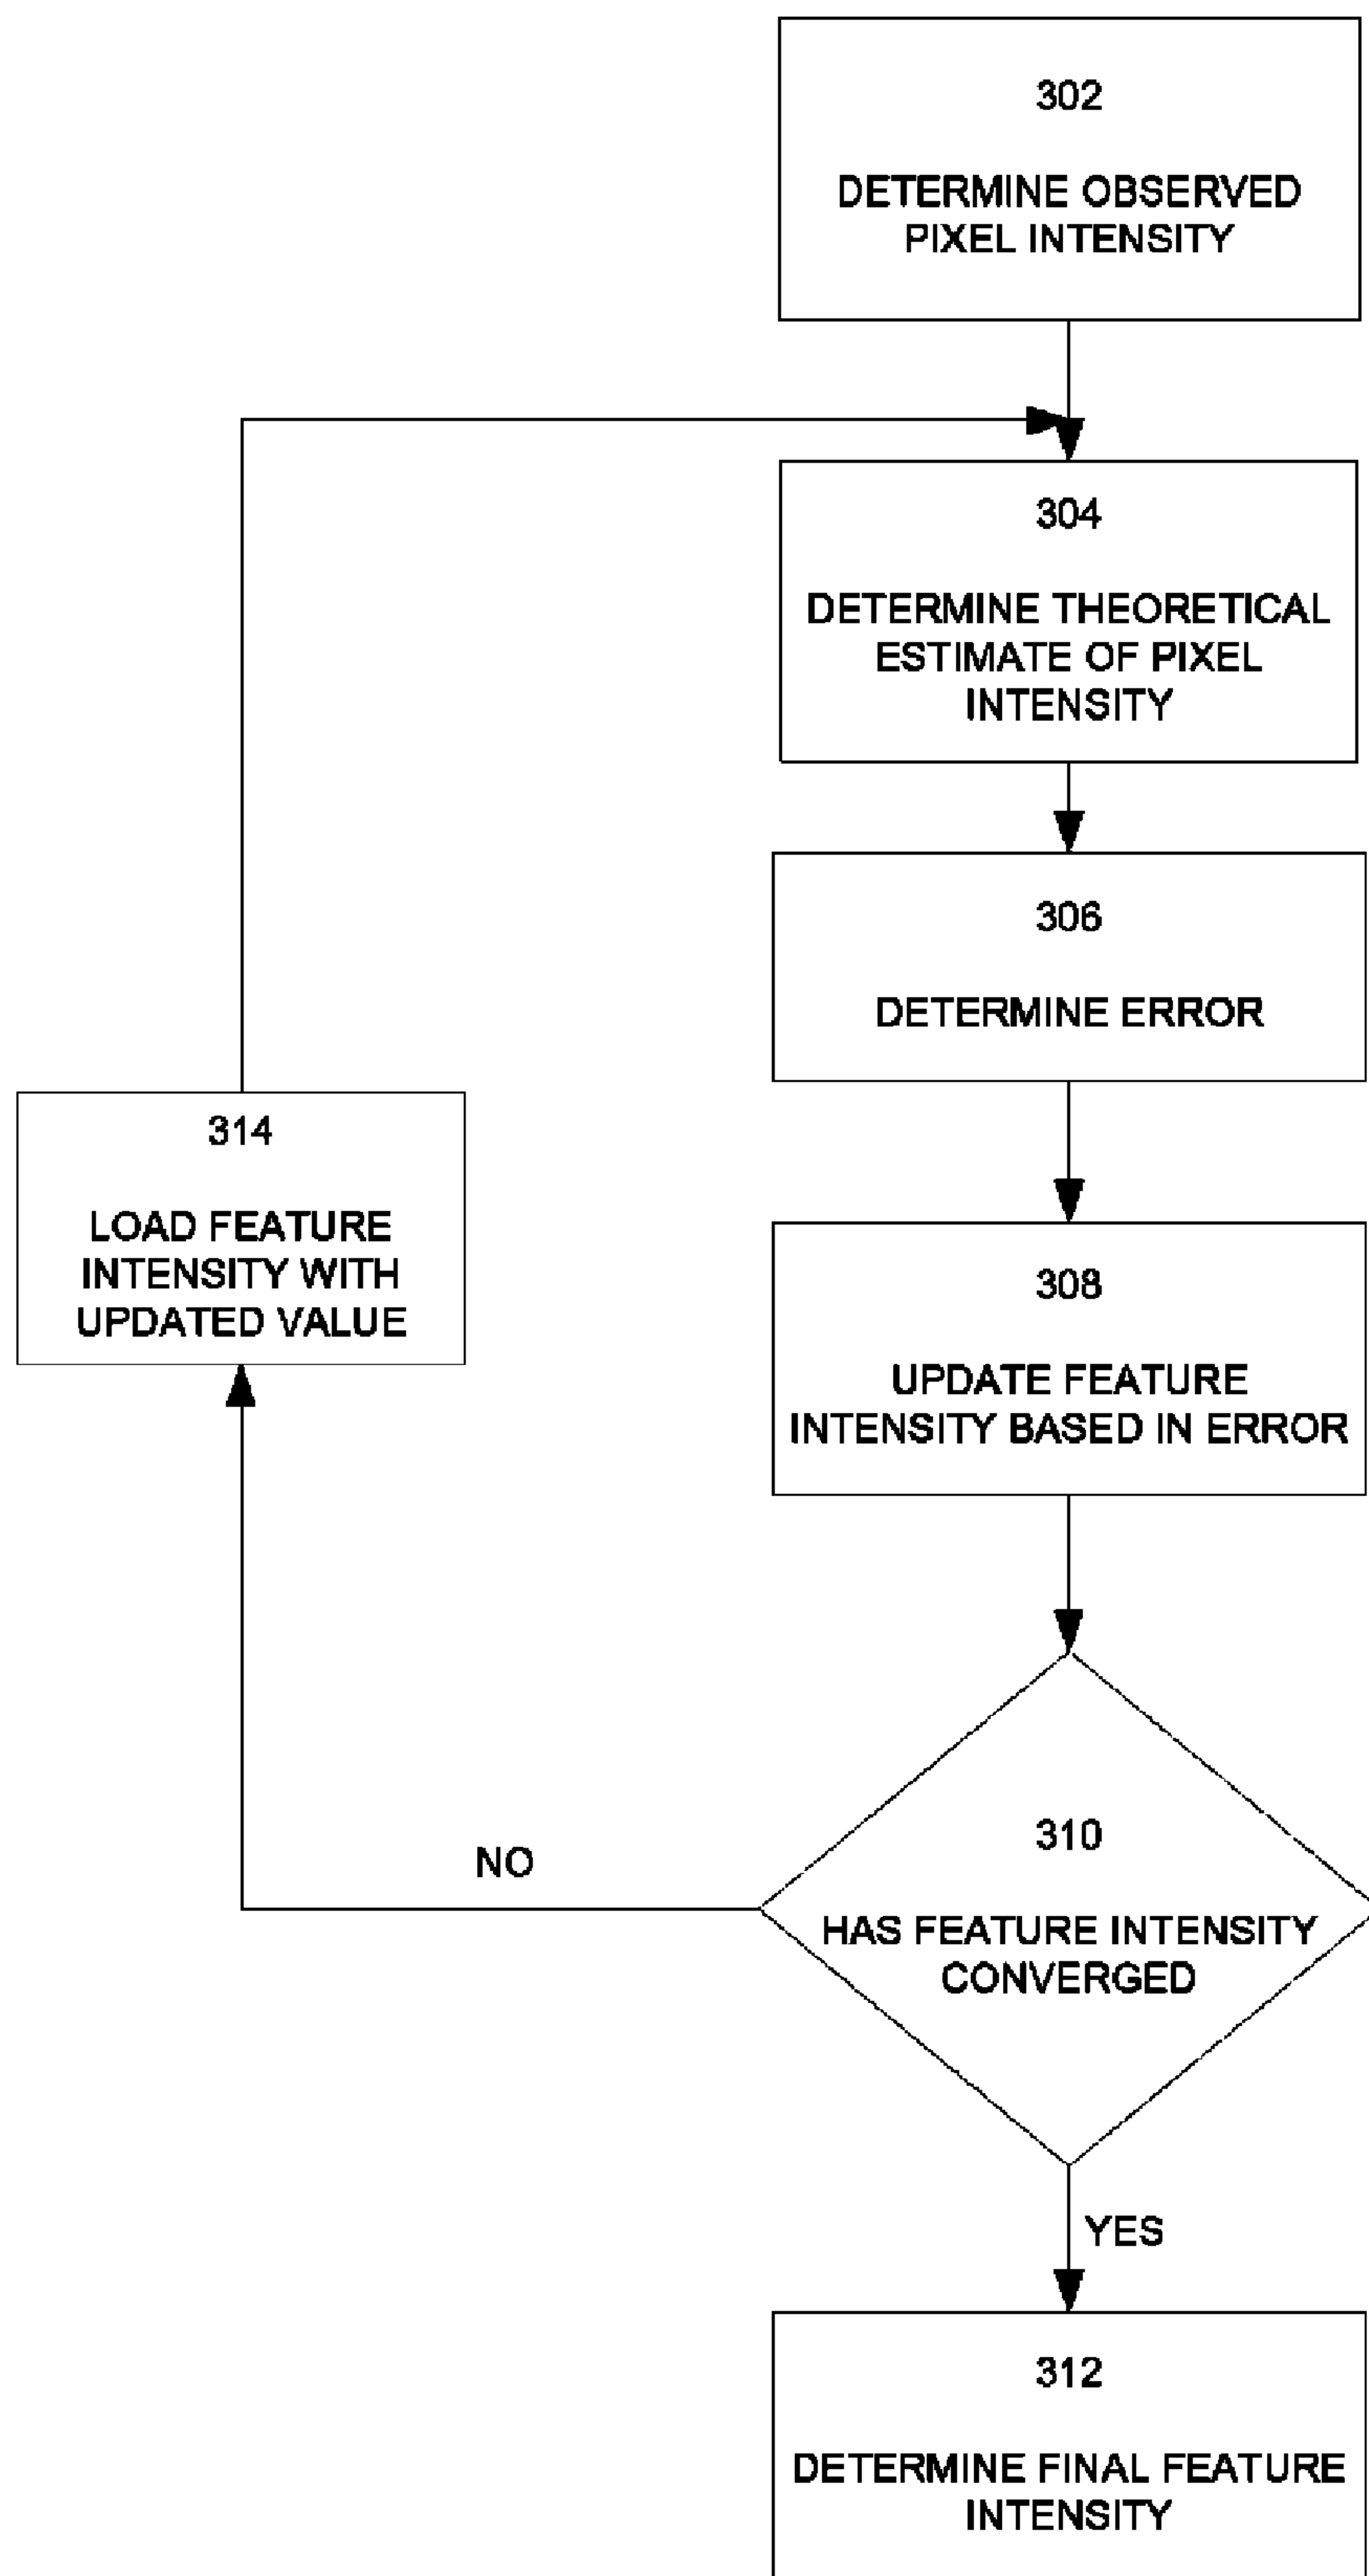 302
DETERMINE OBSERVED
PIXEL INTENSITY
304
DETERMINE THEORETICAL
ESTIMATE OF PIXEL
INTENSITY
306
DETERMINE ERROR
314
LOAD FEATURE
INTENSITY WITH
UPDATED VALUE
308
UPDATE FEATURE
INTENSITY BASED IN ERROR
310
HAS FEATURE INTENSITY
CONVERGED
NO
YES
312
DETERMINE FINAL FEATURE
INTENSITY